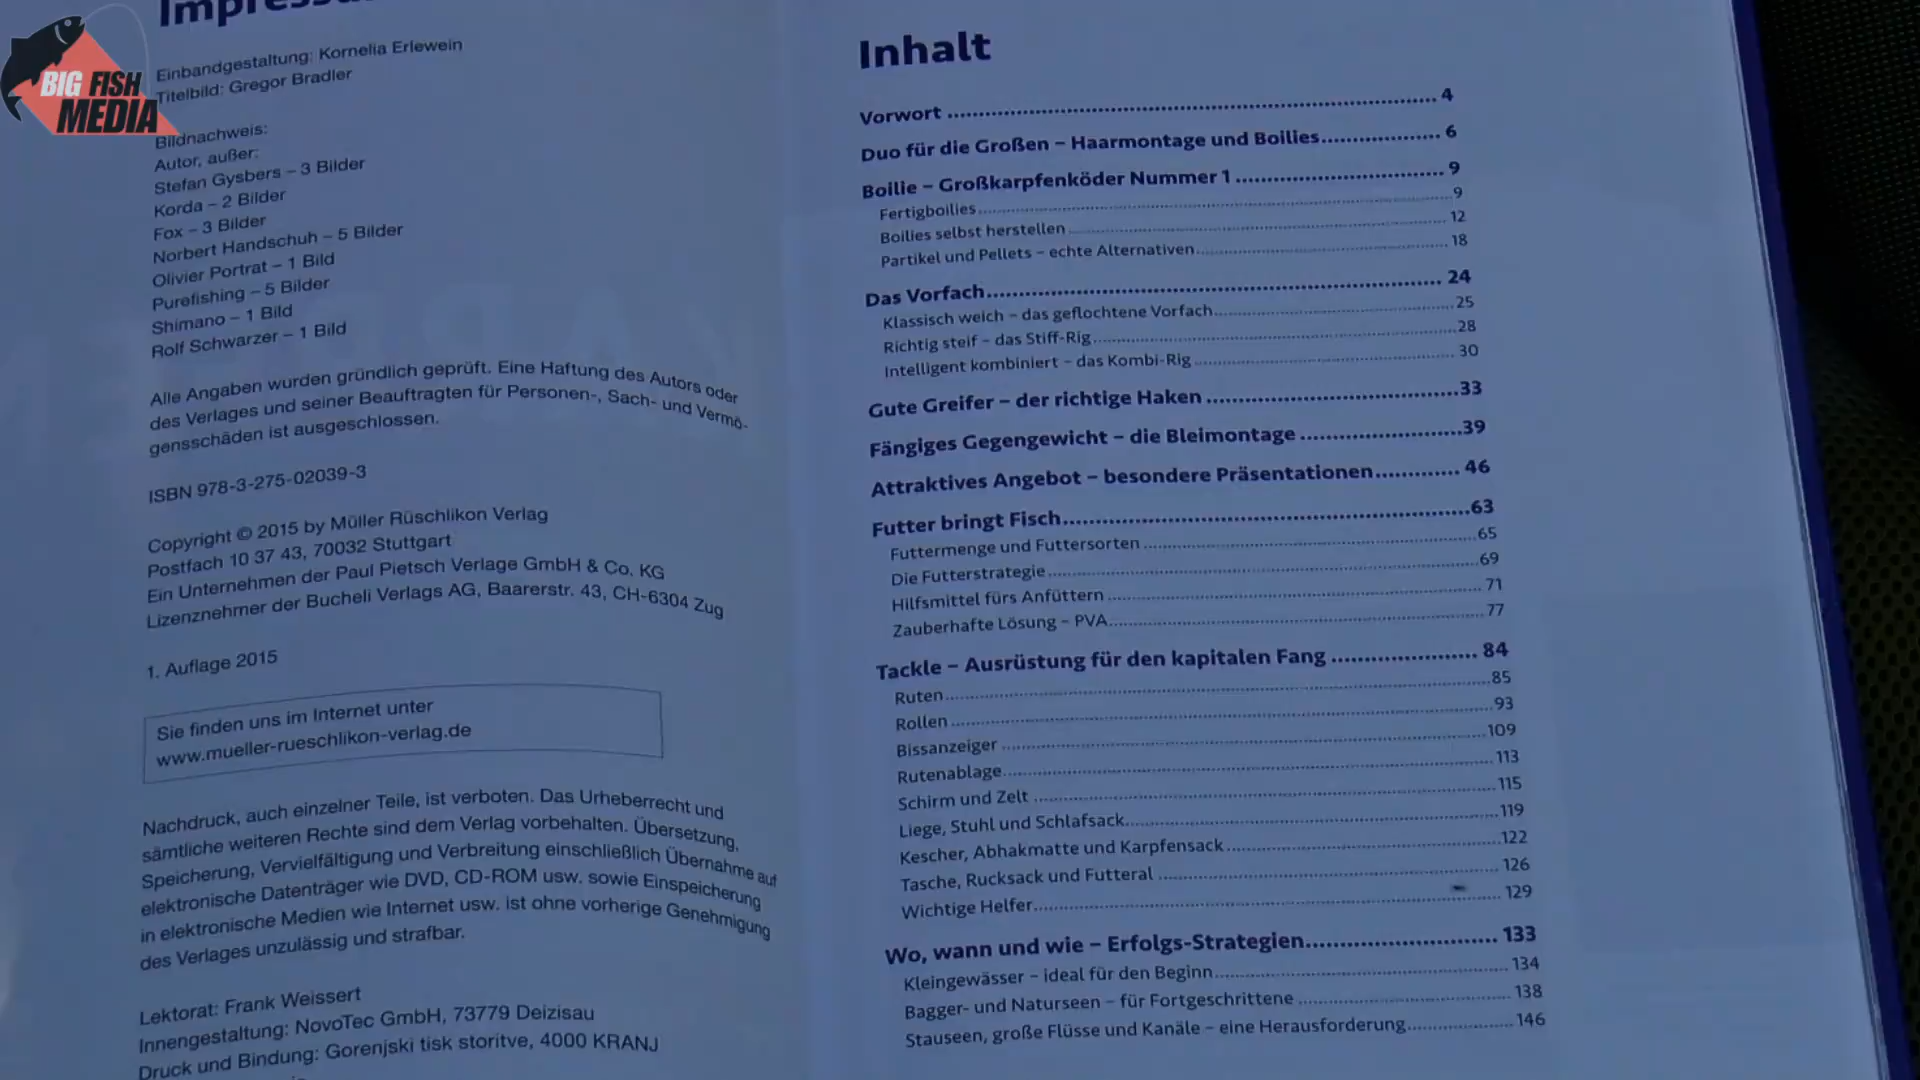 BIG FISH
MEDIA
Einbandgestaltung: Kornelia Erlewein
Titelbild: Gregor Bradler
Bildnachweis:
Autor, außer:
Stefan Gysbers – 3 Bilder
Korda – 2 Bilder
Fox – 3 Bilder
Norbert Handschuh – 5 Bilder
Olivier Portrat – 1 Bild
Purefishing – 5 Bilder
Shimano – 1 Bild
Rolf Schwarzer – 1 Bild
Alle Angaben wurden gründlich geprüft. Eine Haftung des Autors oder
des Verlages und seiner Beauftragten für Personen-, Sach- und Vermö-
gensschäden ist ausgeschlossen.
ISBN 978-3-275-02039-3
Copyright © 2015 by Müller Rüschlikon Verlag
Postfach 10 37 43, 70032 Stuttgart
Ein Unternehmen der Paul Pietsch Verlage GmbH & Co. KG
Lizenznehmer der Bucheli Verlags AG, Baarerstr. 43, CH-6304 Zug
1. Auflage 2015
Sie finden uns im Internet unter
www.mueller-rueschlikon-verlag.de
Nachdruck, auch einzelner Teile, ist verboten. Das Urheberrecht und
sämtliche weiteren Rechte sind dem Verlag vorbehalten. Übersetzung,
Speicherung, Vervielfältigung und Verbreitung einschließlich Übernahme auf
elektronische Datenträger wie DVD, CD-ROM usw. sowie Einspeicherung
in elektronische Medien wie Internet usw. ist ohne vorherige Genehmigung
des Verlages unzulässig und strafbar.
Lektorat: Frank Weissert
Innengestaltung: NovoTec GmbH, 73779 Deizisau
Druck und Bindung: Gorenjski tisk storitve, 4000 KRANJ
Inhalt
Vorwort 4
Duo für die Großen – Haarmontage und Boilies 6
Boilie – Großkarpfenköder Nummer 1 9
Fertigboilies 9
Boilies selbst herstellen 12
Partikel und Pellets – echte Alternativen 18
Das Vorfach 24
Klassisch weich – das geflochtene Vorfach 25
Richtig steif – das Stiff-Rig 28
Intelligent kombiniert – das Kombi-Rig 30
Gute Greifer – der richtige Haken 33
Fängiges Gegengewicht – die Bleimontage 39
Attraktives Angebot – besondere Präsentationen 46
Futter bringt Fisch 63
Futtermenge und Futtersorten 65
Die Futterstrategie 69
Hilfsmittel fürs Anfüttern 71
Zauberhafte Lösung – PVA 77
Tackle – Ausrüstung für den kapitalen Fang 84
Ruten 85
Rollen 93
Bissanzeiger 109
Rutenablage 113
Schirm und Zelt 115
Liege, Stuhl und Schlafsack 119
Kescher, Abhakmatte und Karpfensack 122
Tasche, Rucksack und Futteral 126
Wichtige Helfer 129
Wo, wann und wie – Erfolgs-Strategien 133
Kleingewässer – ideal für den Beginn 134
Bagger- und Naturseen – für Fortgeschrittene 138
Stauseen, große Flüsse und Kanäle – eine Herausforderung 146